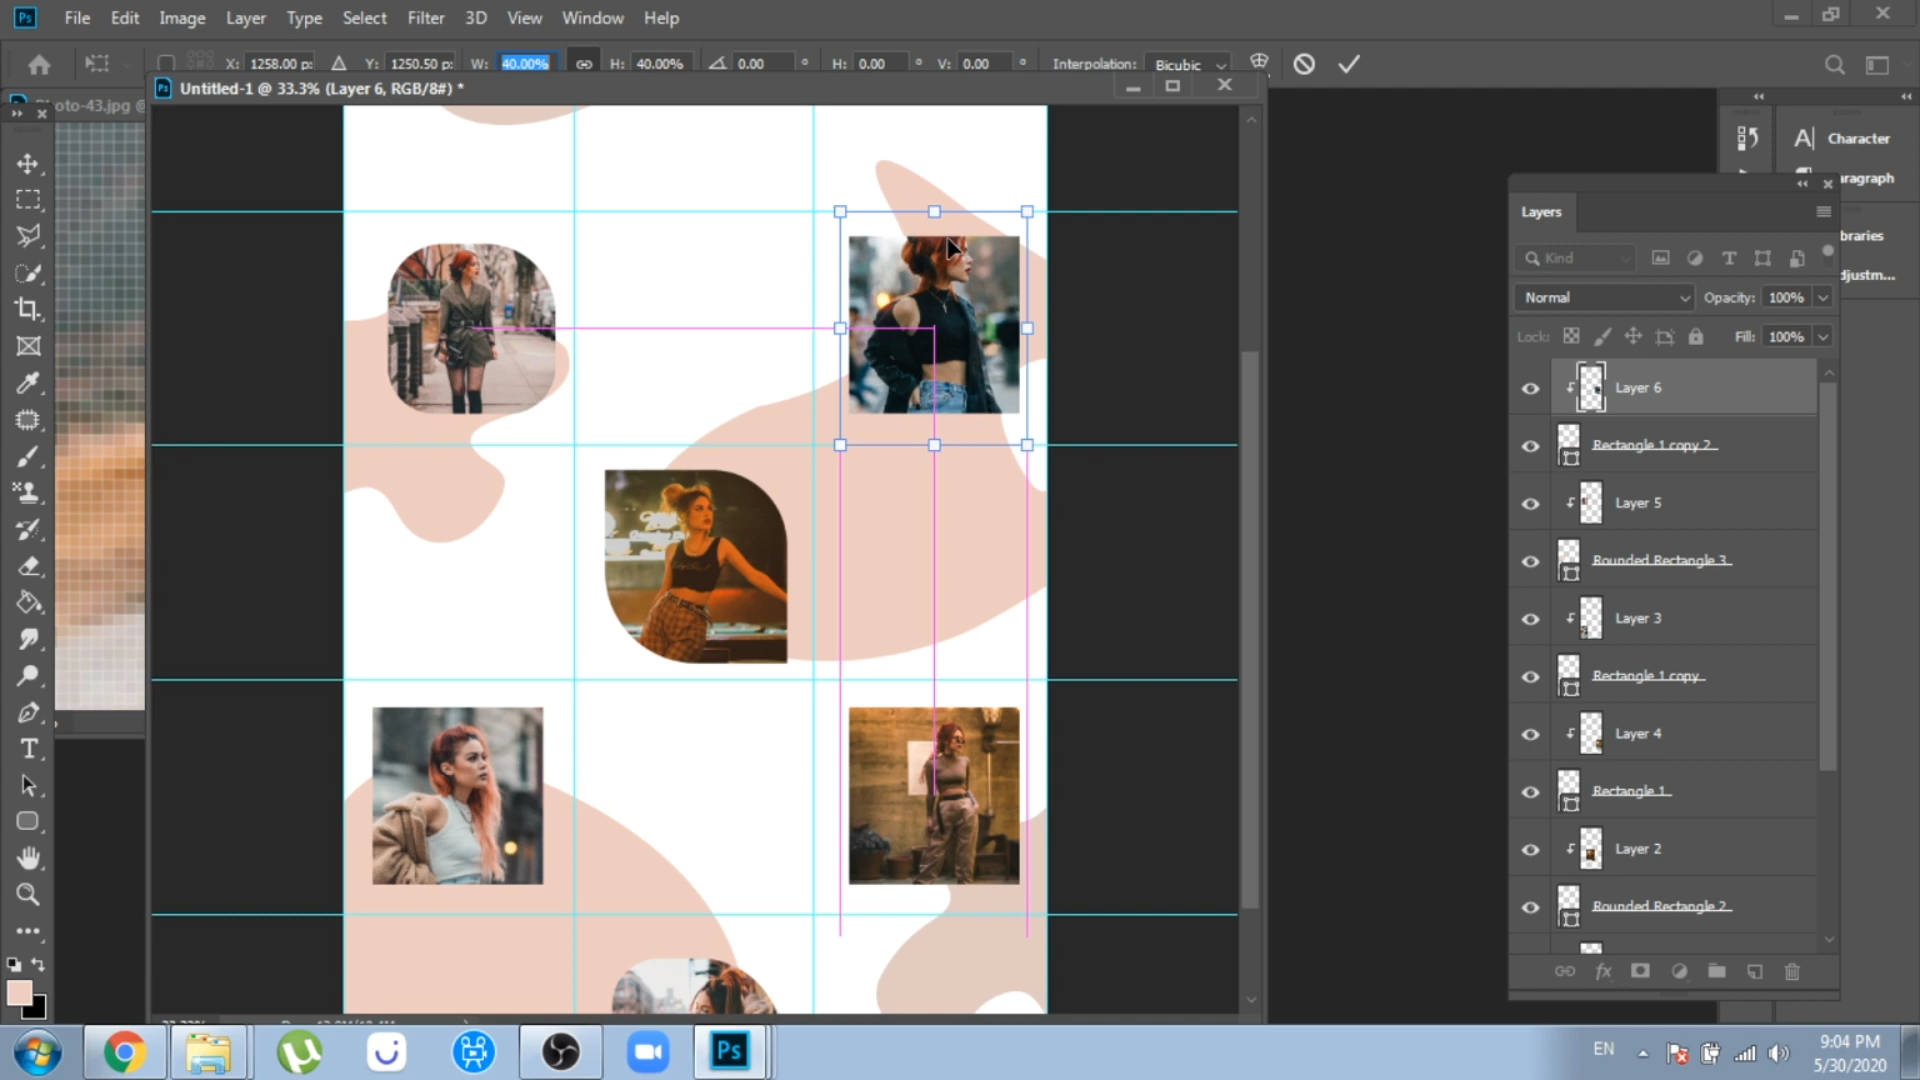 Ps File Edit Image Layer Type Select Filter 3D View Window Help
X: 1258.00 p: Y: 1250.50 p: W: 40.00% H: 40.00% 0.00 ° H: 0.00 ° V: 0.00 ° Interpolation: Bicubic
Untitled-1 @ 33.3% (Layer 6, RGB/8#) *
oto-43.jpg @
Character
aragraph
braries
djustm...
Layers
Kind
Normal Opacity: 100%
Lock: Fill: 100%
Layer 6
Rectangle 1 copy 2
Layer 5
Rounded Rectangle 3
Layer 3
Rectangle 1 copy
Layer 4
Rectangle 1
Layer 2
Rounded Rectangle 2
fx
Ps
EN
9:04 PM
5/30/2020